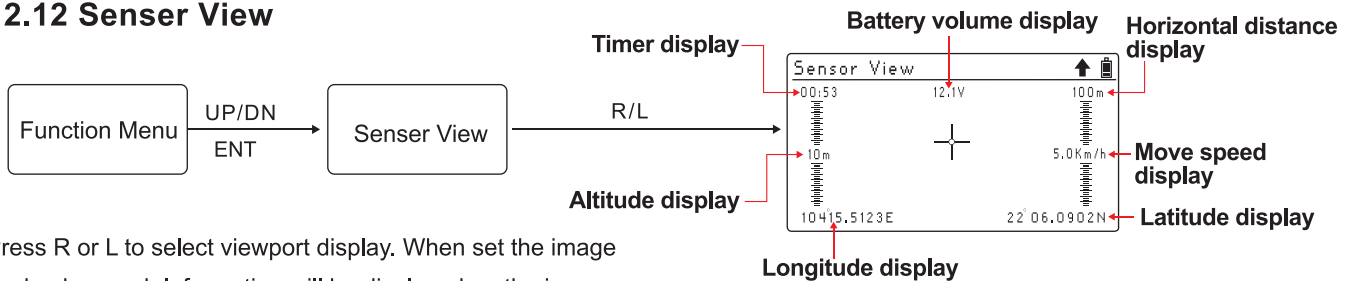 2.12 Senser View
Function Menu
UP/DN
ENT
Senser View
R/L
Timer display
Battery volume display
Horizontal distance
display
Sensor View
00:53
12.1V
100m
10m
5.0Km/h
Move speed
display
Altitude display
104°15.5123E
22°06.0902N
Latitude display
Longitude display
ress R or L to select viewport display. When set the image